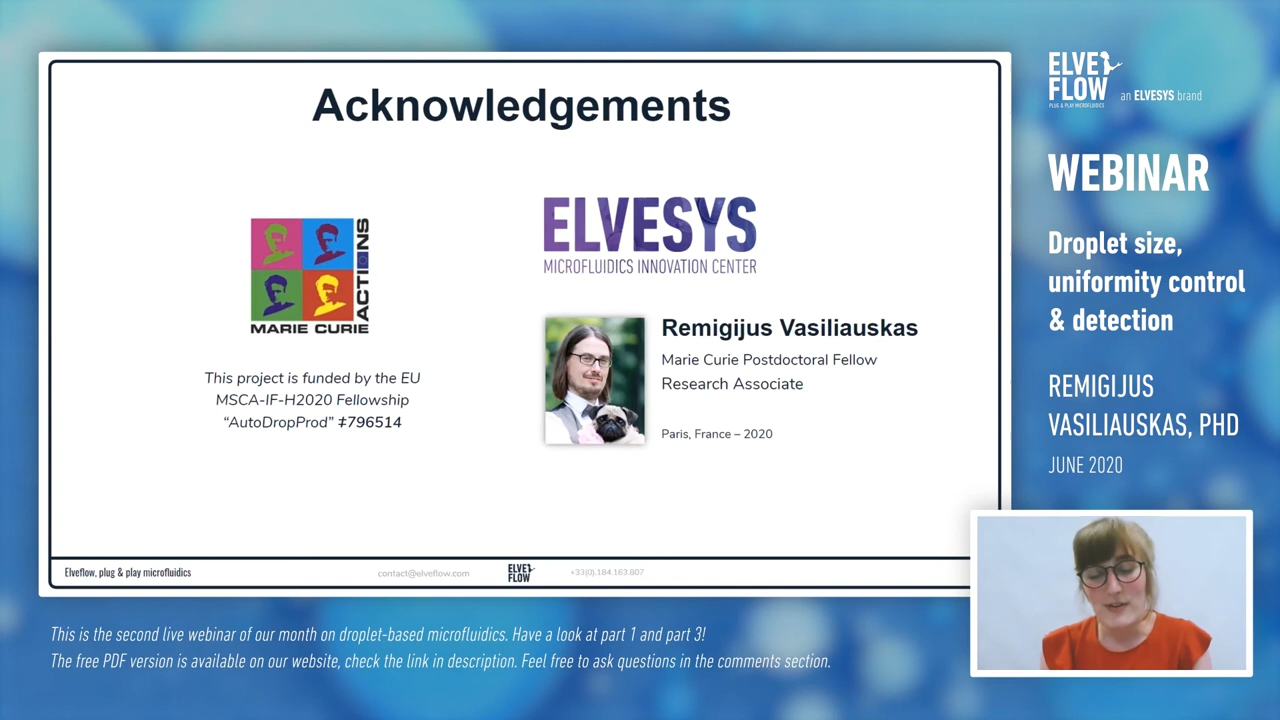 Acknowledgements
MARIE CURIE
ACTIONS
This project is funded by the EU
MSCA-IF-H2020 Fellowship
“AutoDropProd” #796514
ELVESYS
MICROFLUIDICS INNOVATION CENTER
Remigijus Vasiliauskas
Marie Curie Postdoctoral Fellow
Research Associate
Paris, France – 2020
Elveflow, plug & play microfluidics
contact@elveflow.com
ELVE
FLOW
+33(0).184.163.807
ELVE
FLOW
PLUG & PLAY MICROFLUIDICS
an ELVESYS brand
WEBINAR
Droplet size,
uniformity control
& detection
REMIGIJUS
VASILIAUSKAS, PHD
JUNE 2020
This is the second live webinar of our month on droplet-based microfluidics. Have a look at part 1 and part 3!
The free PDF version is available on our website, check the link in description. Feel free to ask questions in the comments section.